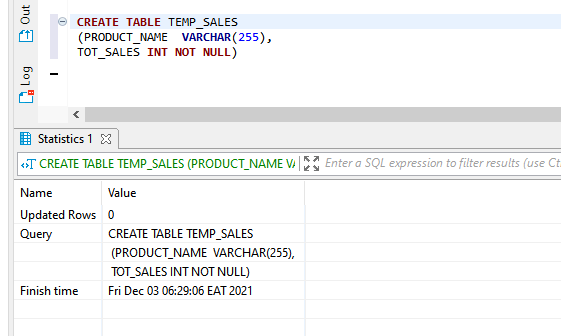 Out
Log
CREATE TABLE TEMP_SALES
(PRODUCT_NAME  VARCHAR(255),
TOT_SALES INT NOT NULL)
Statistics 1
T CREATE TABLE TEMP_SALES (PRODUCT_NAME VA
Enter a SQL expression to filter results (use Ct
Name Value
Updated Rows 0
Query CREATE TABLE TEMP_SALES
(PRODUCT_NAME  VARCHAR(255),
TOT_SALES INT NOT NULL)
Finish time Fri Dec 03 06:29:06 EAT 2021